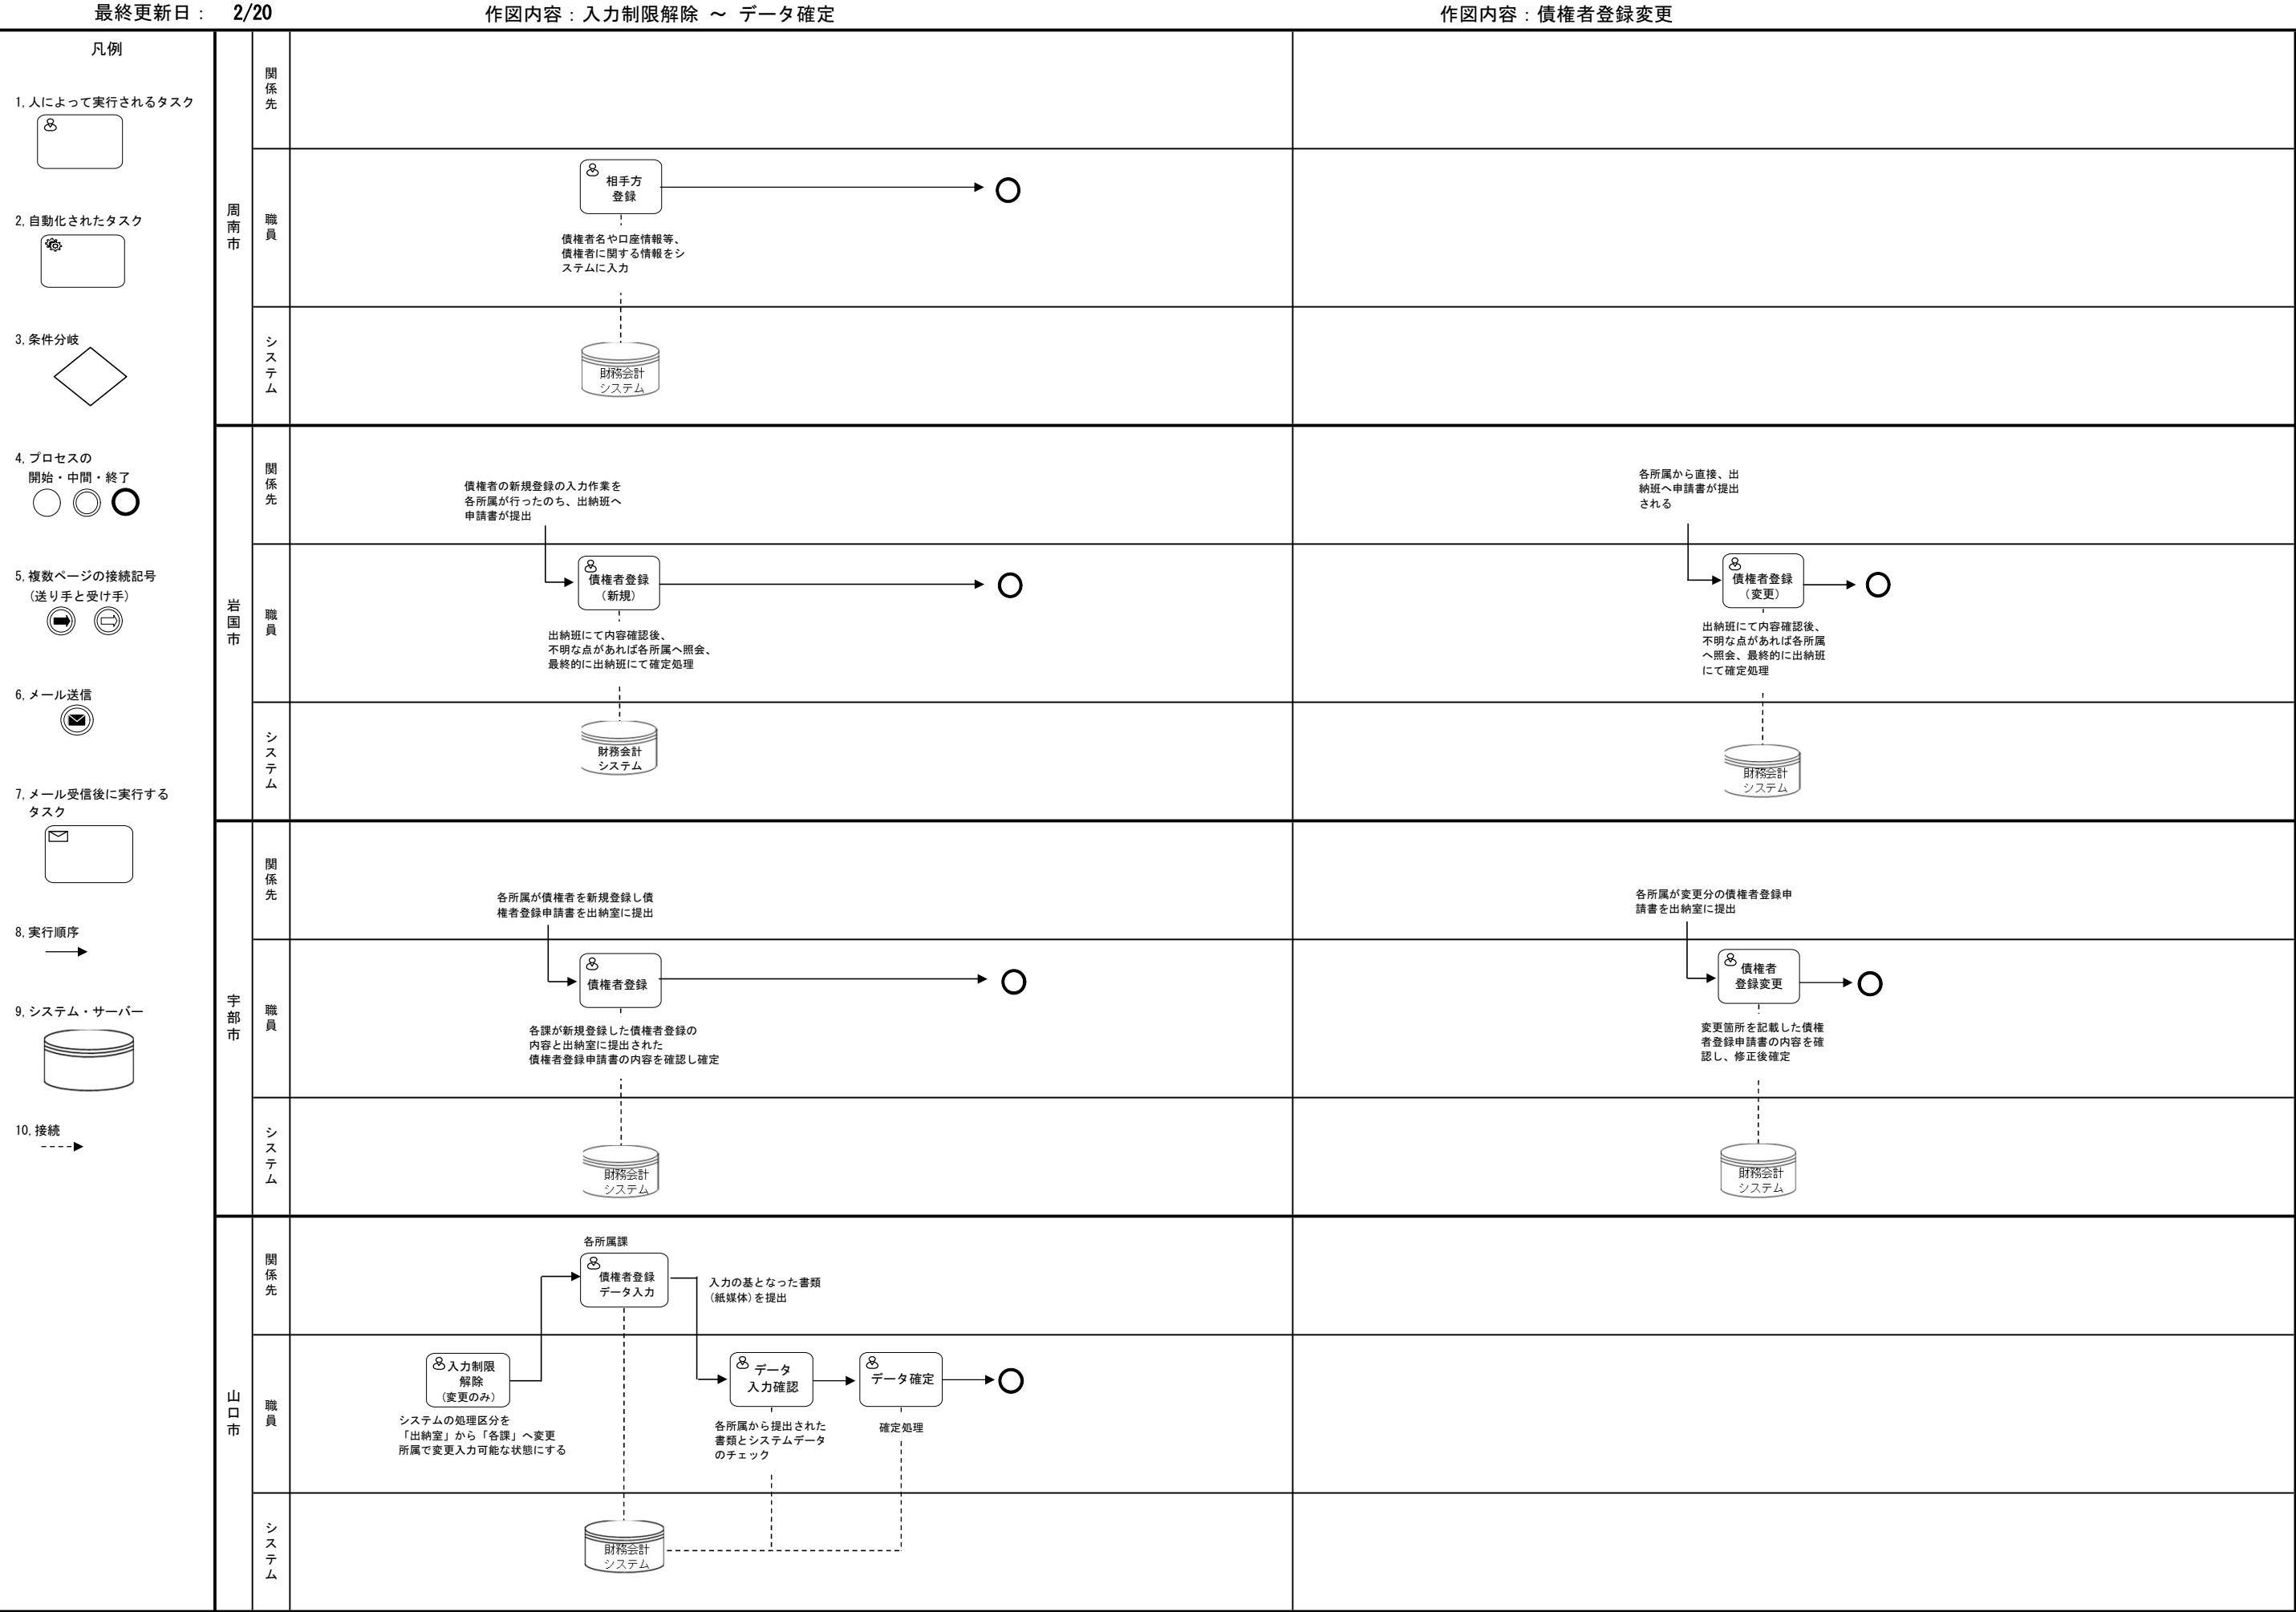 最終更新日： 2/20
作図内容：入力制限解除 ～ データ確定
作図内容：債権者登録変更
凡例
1,人によって実行されるタスク
2,自動化されたタスク
3,条件分岐
4,プロセスの
開始・中間・終了
5,複数ページの接続記号
(送り手と受け手)
6,メール送信
7,メール受信後に実行する
タスク
8,実行順序
9,システム・サーバー
10,接続
周南市
関係先
職員
相手方
登録
債権者名や口座情報等、
債権者に関する情報をシ
ステムに入力
システム
財務会計
システム
岩国市
関係先
債権者の新規登録の入力作業を
各所属が行ったのち、出納班へ
申請書が提出
各所属から直接、出
納班へ申請書が提出
される
職員
債権者登録
(新規)
出納班にて内容確認後、
不明な点があれば各所属へ照会、
最終的に出納班にて確定処理
債権者登録
(変更)
出納班にて内容確認後、
不明な点があれば各所属
へ照会、最終的に出納班
にて確定処理
システム
財務会計
システム
財務会計
システム
宇部市
関係先
各所属が債権者を新規登録し債
権者登録申請書を出納室に提出
各所属が変更分の債権者登録申
請書を出納室に提出
職員
債権者登録
各課が新規登録した債権者登録の
内容と出納室に提出された
債権者登録申請書の内容を確認し確定
債権者
登録変更
変更箇所を記載した債権
者登録申請書の内容を確
認し、修正後確定
システム
財務会計
システム
財務会計
システム
山口市
関係先
各所属課
債権者登録
データ入力
入力の基となった書類
(紙媒体)を提出
職員
入力制限
解除
(変更のみ)
システムの処理区分を
「出納室」から「各課」へ変更
所属で変更入力可能な状態にする
データ
入力確認
各所属から提出された
書類とシステムデータ
のチェック
データ確定
確定処理
システム
財務会計
システム